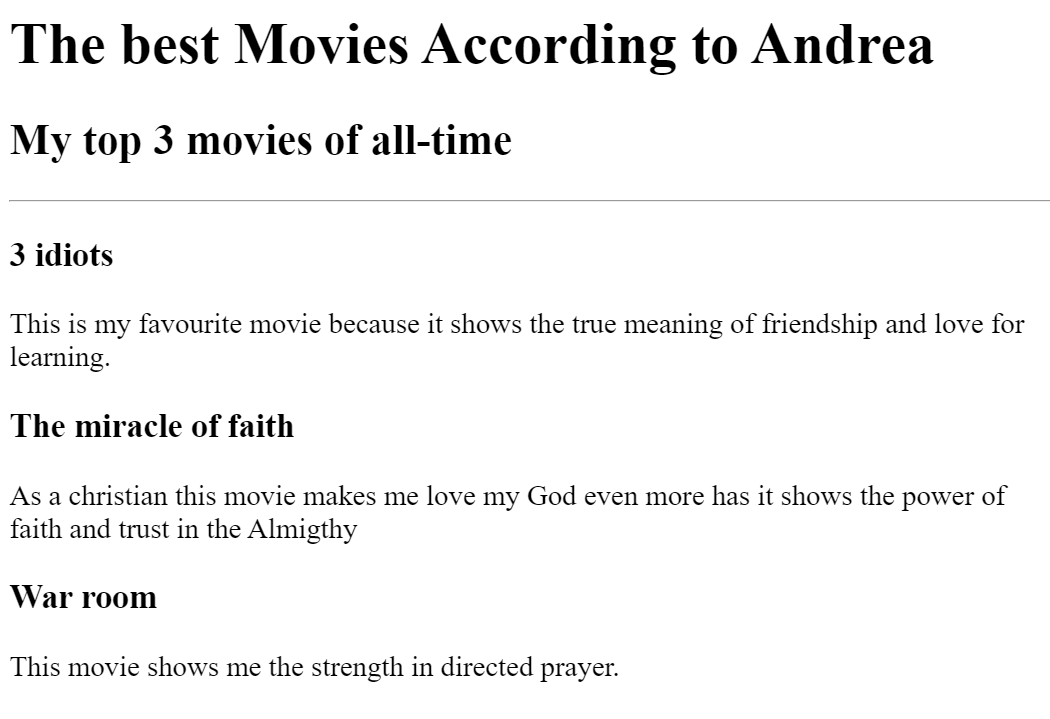 The best Movies According to Andrea
My top 3 movies of all-time
3 idiots
This is my favourite movie because it shows the true meaning of friendship and love for
learning.
The miracle of faith
As a christian this movie makes me love my God even more has it shows the power of
faith and trust in the Almigthy
War room
This movie shows me the strength in directed prayer.